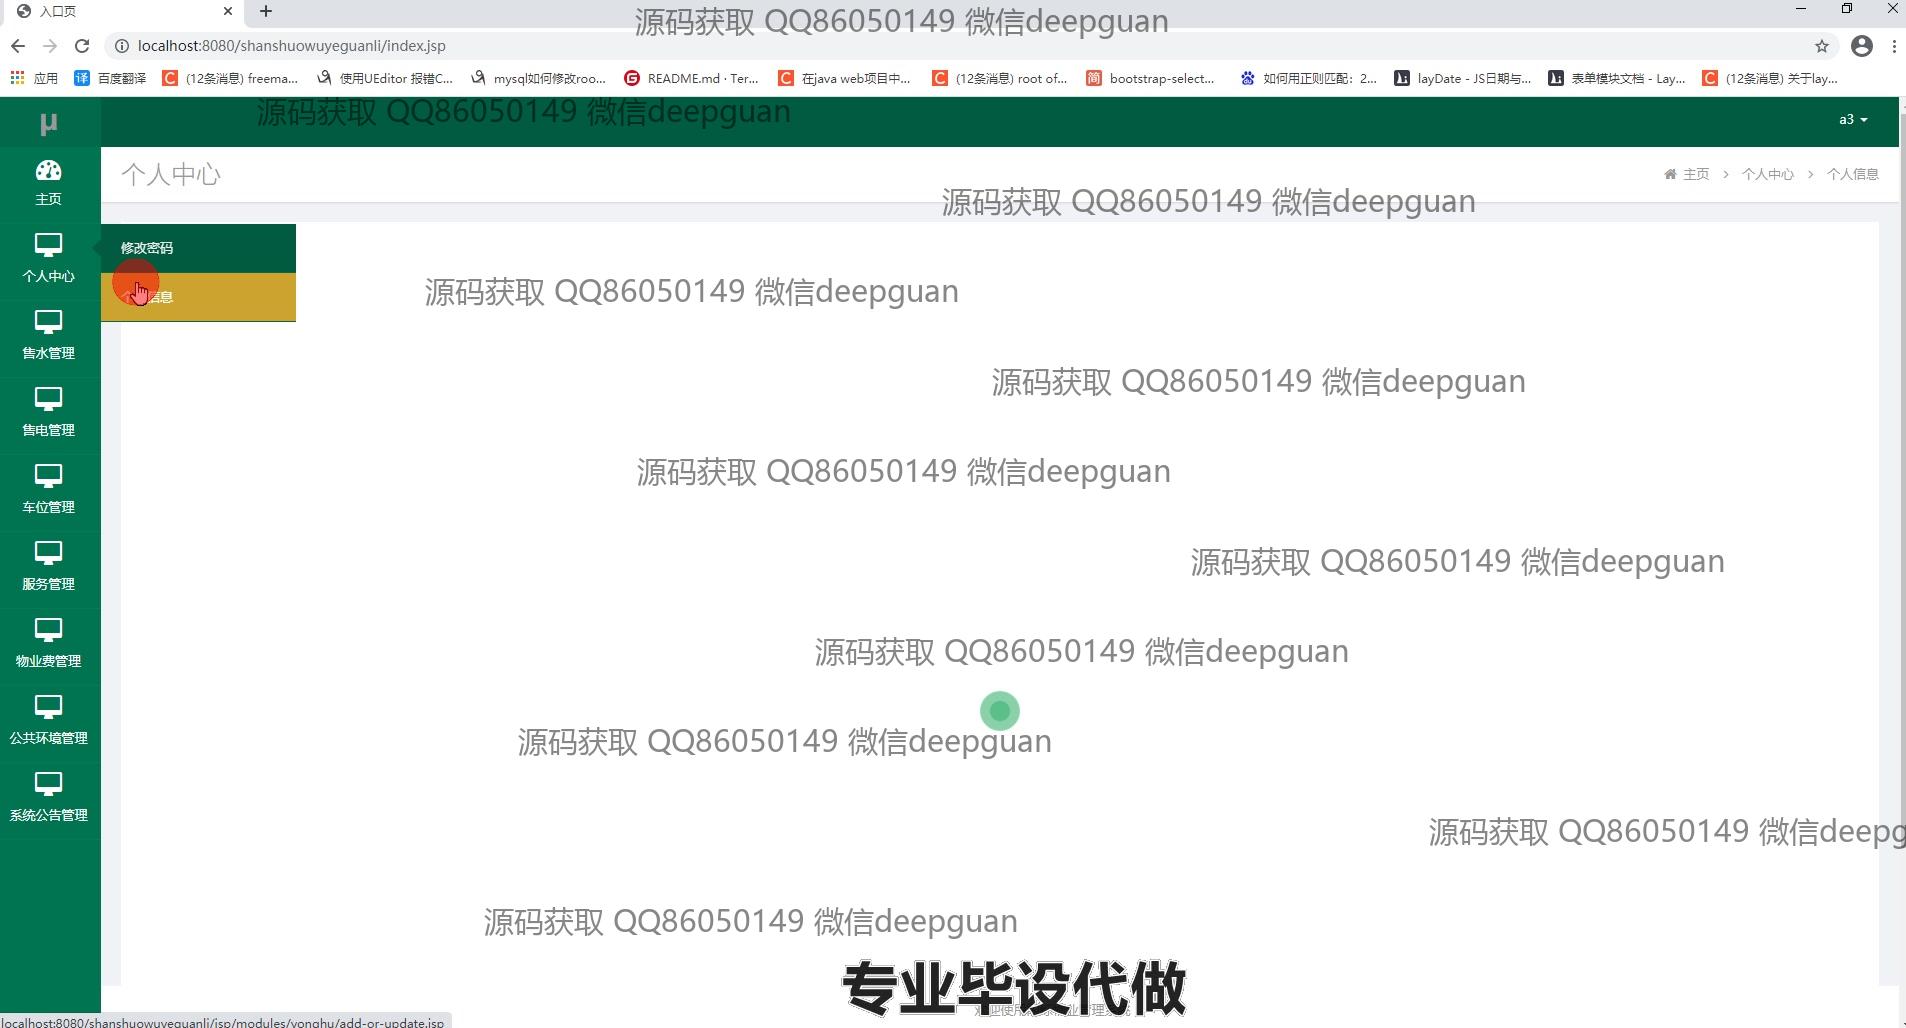 入口页
源码获取 QQ86050149 微信deepguan
localhost:8080/shanshuowuyeguanli/index.jsp
应用
百度翻译
(12条消息) freema...
使用UEditor 报错C...
mysql如何修改roo...
README.md · Ter...
在java web项目中...
(12条消息) root of...
bootstrap-select...
如何用正则匹配：2...
layDate - JS日期与...
表单模块文档 - Lay...
(12条消息) 关于lay...
源码获取 QQ86050149 微信deepguan
μ
a3
主页
个人中心
主页 > 个人中心 > 个人信息
源码获取 QQ86050149 微信deepguan
个人中心
修改密码
信息
源码获取 QQ86050149 微信deepguan
售水管理
源码获取 QQ86050149 微信deepguan
售电管理
源码获取 QQ86050149 微信deepguan
车位管理
源码获取 QQ86050149 微信deepguan
服务管理
源码获取 QQ86050149 微信deepguan
物业费管理
源码获取 QQ86050149 微信deepguan
公共环境管理
系统公告管理
源码获取 QQ86050149 微信deepg
源码获取 QQ86050149 微信deepguan
专业毕设代做
localhost:8080/shanshuowuyeguanli/jsp/modules/yonghu/add-or-update.jsp